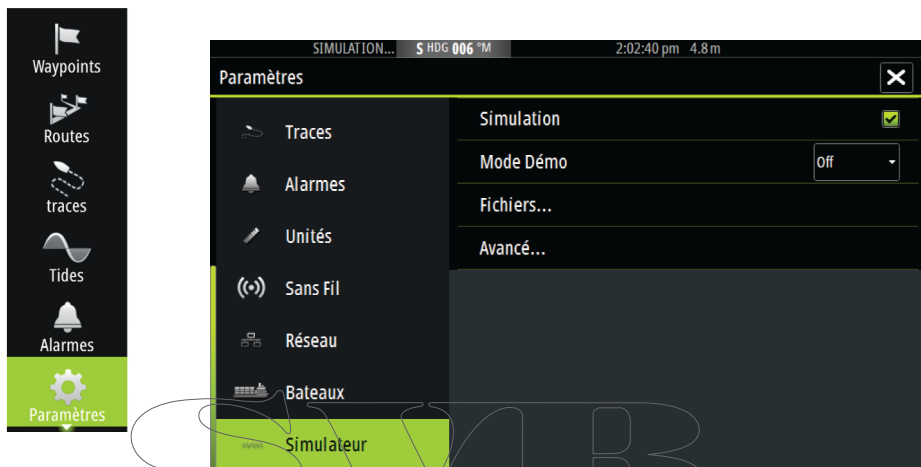 Waypoints
Routes
traces
Tides
Alarmes
Paramètres
SIMULATION... S HDG 006 °M 2:02:40 pm 4.8 m
Paramètres
Traces
Alarmes
Unités
Sans Fil
Réseau
Bateaux
Simulateur
Simulation
Mode Démo Off
Fichiers...
Avancé...